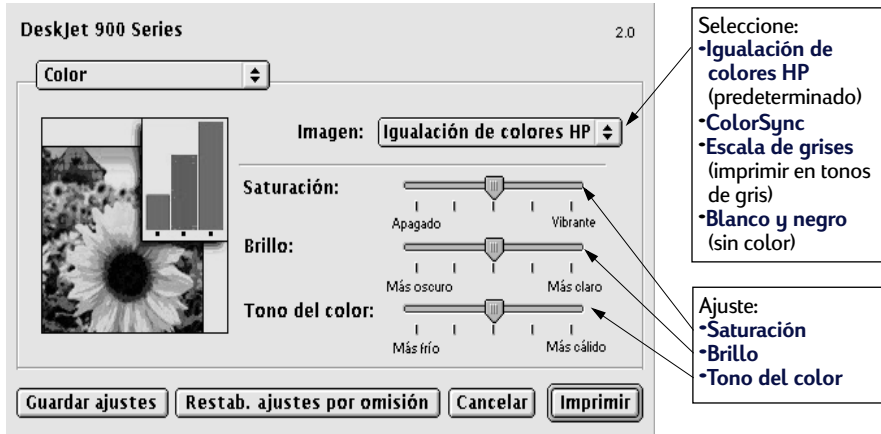 DeskJet 900 Series
2.0
Color
Imagen: Igualación de colores HP
Saturación:
Apagado Vibrante
Brillo:
Más oscuro Más claro
Tono del color:
Más frío Más cálido
Guardar ajustes Restab. ajustes por omisión Cancelar Imprimir
Seleccione:
•Igualación de
colores HP
(predeterminado)
•ColorSync
•Escala de grises
(imprimir en tonos
de gris)
•Blanco y negro
(sin color)
Ajuste:
•Saturación
•Brillo
•Tono del color